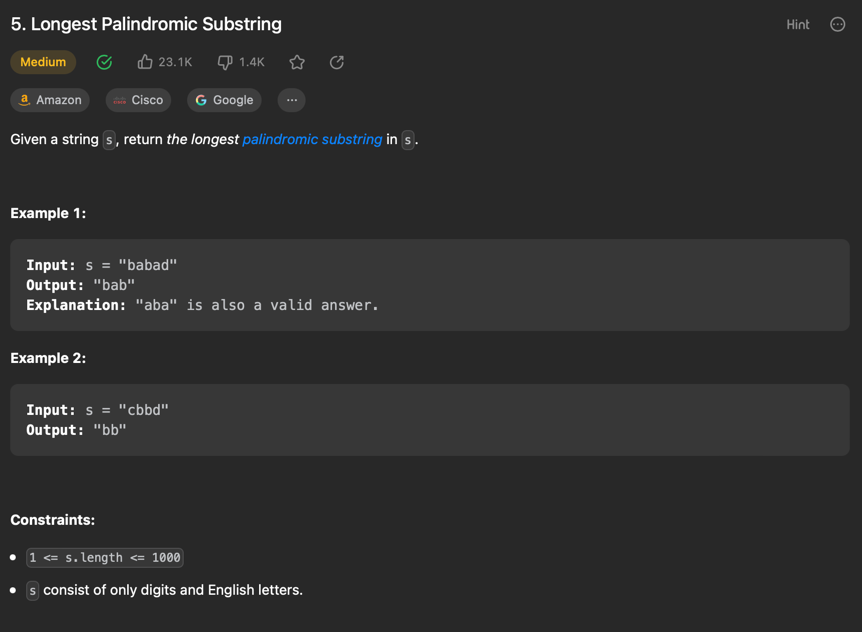 5. Longest Palindromic Substring
Hint
Medium 23.1K 1.4K
Amazon Cisco Google ...
Given a string s, return the longest palindromic substring in s.
Example 1:
Input: s = "babad"
Output: "bab"
Explanation: "aba" is also a valid answer.
Example 2:
Input: s = "cbbd"
Output: "bb"
Constraints:
• 1 <= s.length <= 1000
• s consist of only digits and English letters.